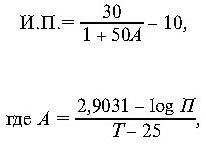 И.П.= 30 / (1 + 50A) – 10,
где A = (2,9031 – log П) / (T – 25),